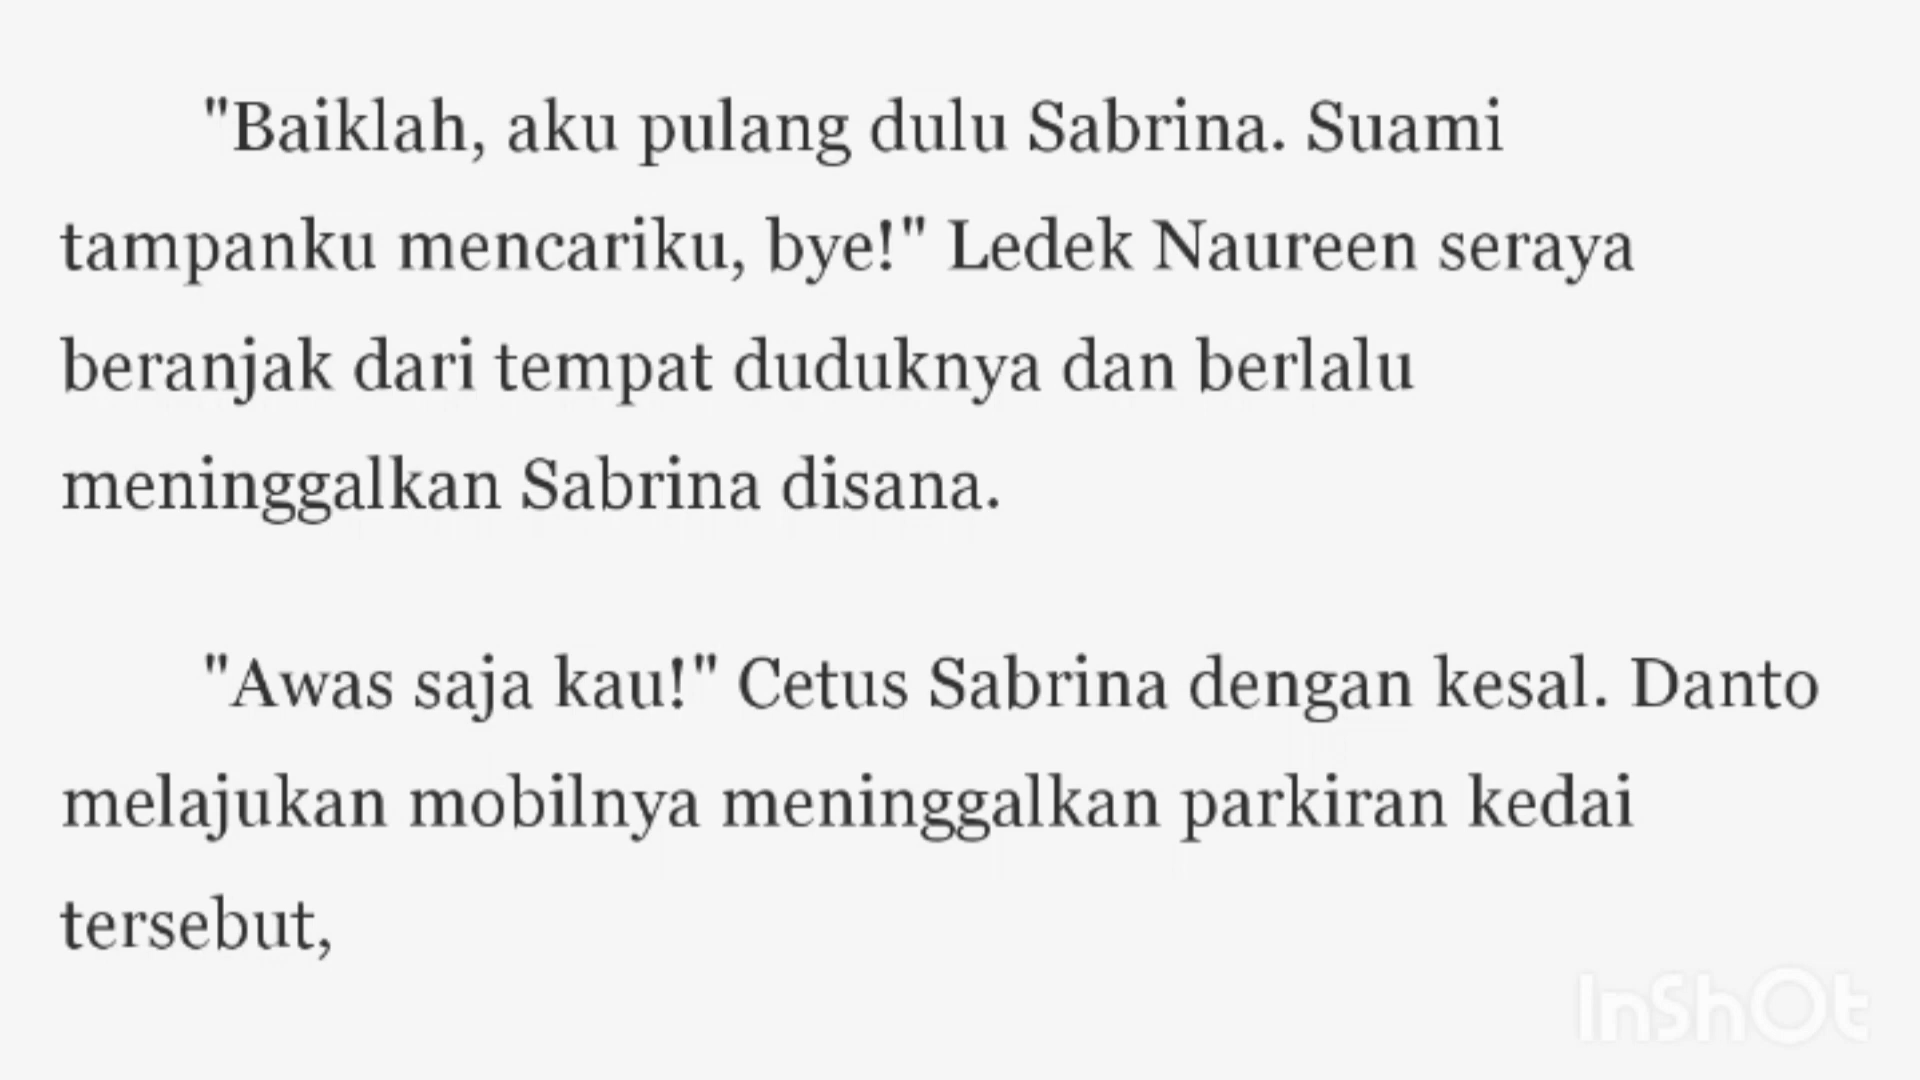 "Baiklah, aku pulang dulu Sabrina. Suami
tampanku mencariku, bye!" Ledek Naureen seraya
beranjak dari tempat duduknya dan berlalu
meninggalkan Sabrina disana.
"Awas saja kau!" Cetus Sabrina dengan kesal. Danto
melajukan mobilnya meninggalkan parkiran kedai
tersebut,
InShOt